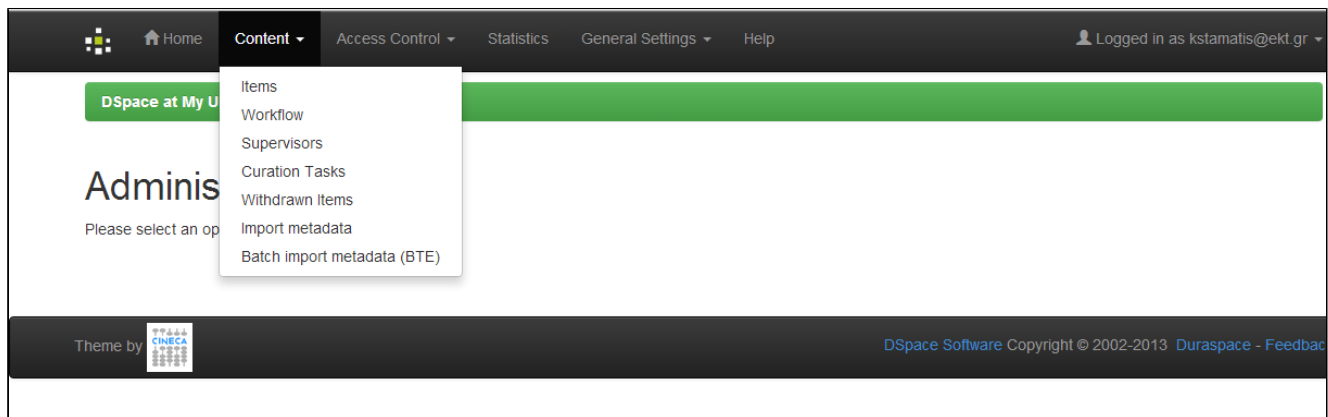 Home Content Access Control Statistics General Settings Help Logged in as kstamatis@ekt.gr
Items
DSpace at My U
Workflow
Supervisors
Curation Tasks
Adminis
Withdrawn Items
Please select an op
Import metadata
Batch import metadata (BTE)
Theme by CINECA DSpace Software Copyright © 2002-2013 Duraspace - Feedbac